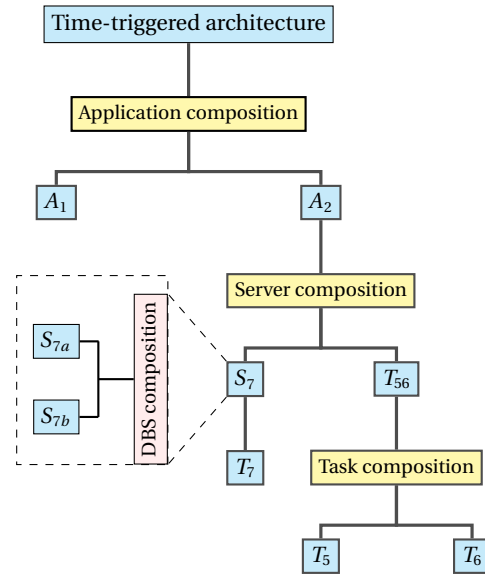 Time-triggered architecture
Application composition
A₁
A₂
Server composition
S₇ₐ
S₇b
DBS composition
S₇
T₅₆
T₇
Task composition
T₅
T₆